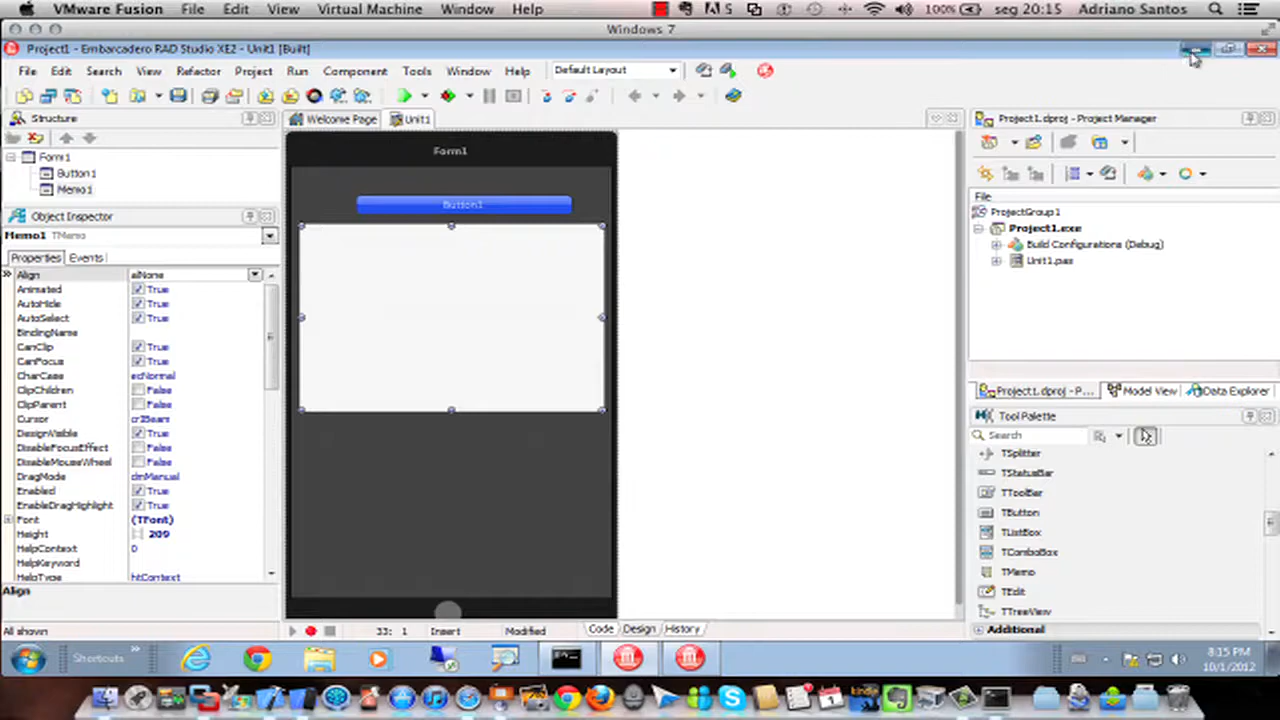 VMware Fusion File Edit View Virtual Machine Window Help 5 100% seg 20:15 Adriano Santos
Windows 7
Project1 - Embarcadero RAD Studio XE2 - Unit1 [Built]
File Edit Search View Refactor Project Run Component Tools Window Help Default Layout
Structure
Form1
Button1
Memo1
Object Inspector
Memo1 TMemo
Properties Events
Align alNone
Animated True
AutoHide True
AutoSelect True
BindingName
CanClip True
CanFocus True
CharCase ecNormal
ClipChildren False
ClipParent False
Cursor crIBeam
DesignVisible True
DisableFocusEffect False
DisableMouseWheel False
DragMode dmManual
Enabled True
EnableDragHighlight True
Font (TFont)
Height 209
HelpContext 0
HelpKeyword
HelpType htContext
Align
All shown
Welcome Page Unit1
Form1
Button1
33: 1 Insert Modified Code Design History
Project1.dproj - Project Manager
File
ProjectGroup1
Project1.exe
Build Configurations (Debug)
Unit1.pas
Project1.dproj - P... Model View Data Explorer
Tool Palette
Search
TSplitter
TStatusBar
TToolBar
TButton
TListBox
TComboBox
TMemo
TEdit
TTreeView
Additional
Shortcuts
8:15 PM
10/1/2012